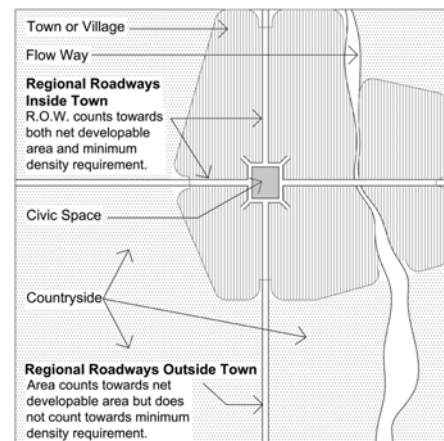 Town or Village
Flow Way
Regional Roadways
Inside Town
R.O.W. counts towards
both net developable
area and minimum
density requirement.
Civic Space
Countryside
Regional Roadways Outside Town
Area counts towards net
developable area but does
not count towards minimum
density requirement.